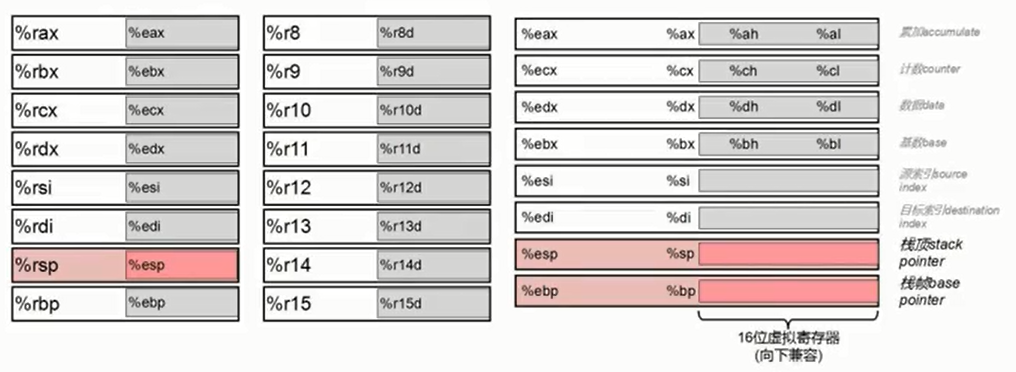 %rax %eax
%rbx %ebx
%rcx %ecx
%rdx %edx
%rsi %esi
%rdi %edi
%rsp %esp
%rbp %ebp
%r8 %r8d
%r9 %r9d
%r10 %r10d
%r11 %r11d
%r12 %r12d
%r13 %r13d
%r14 %r14d
%r15 %r15d
%eax %ax %ah %al 累加accumulate
%ecx %cx %ch %cl 计数counter
%edx %dx %dh %dl 数据data
%ebx %bx %bh %bl 基数base
%esi %si 源索引source
index
%edi %di 目标索引destination
index
%esp %sp 栈顶stack
pointer
%ebp %bp 栈帧base
pointer
16位虚拟寄存器
(向下兼容)